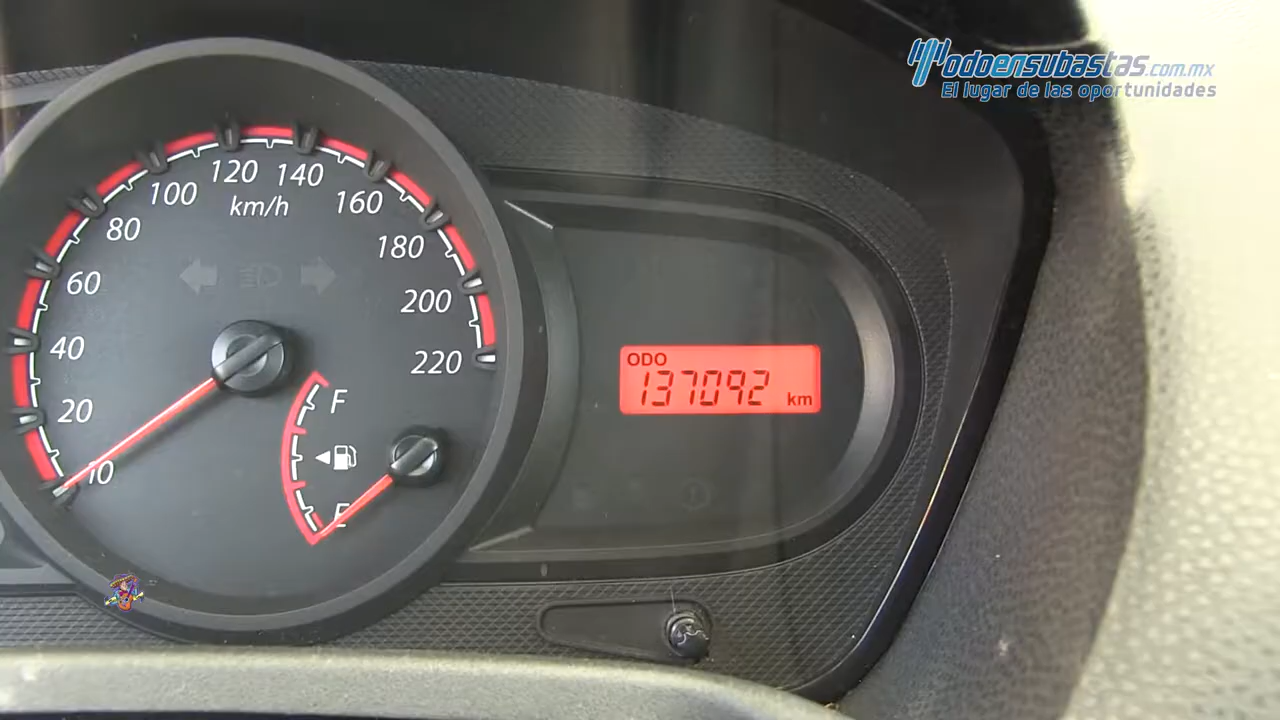 Todoensubastas.com.mx
El lugar de las oportunidades
120 140
100 160
km/h
80 180
60 200
40 220
20
10
F
E
ODO
137092 km